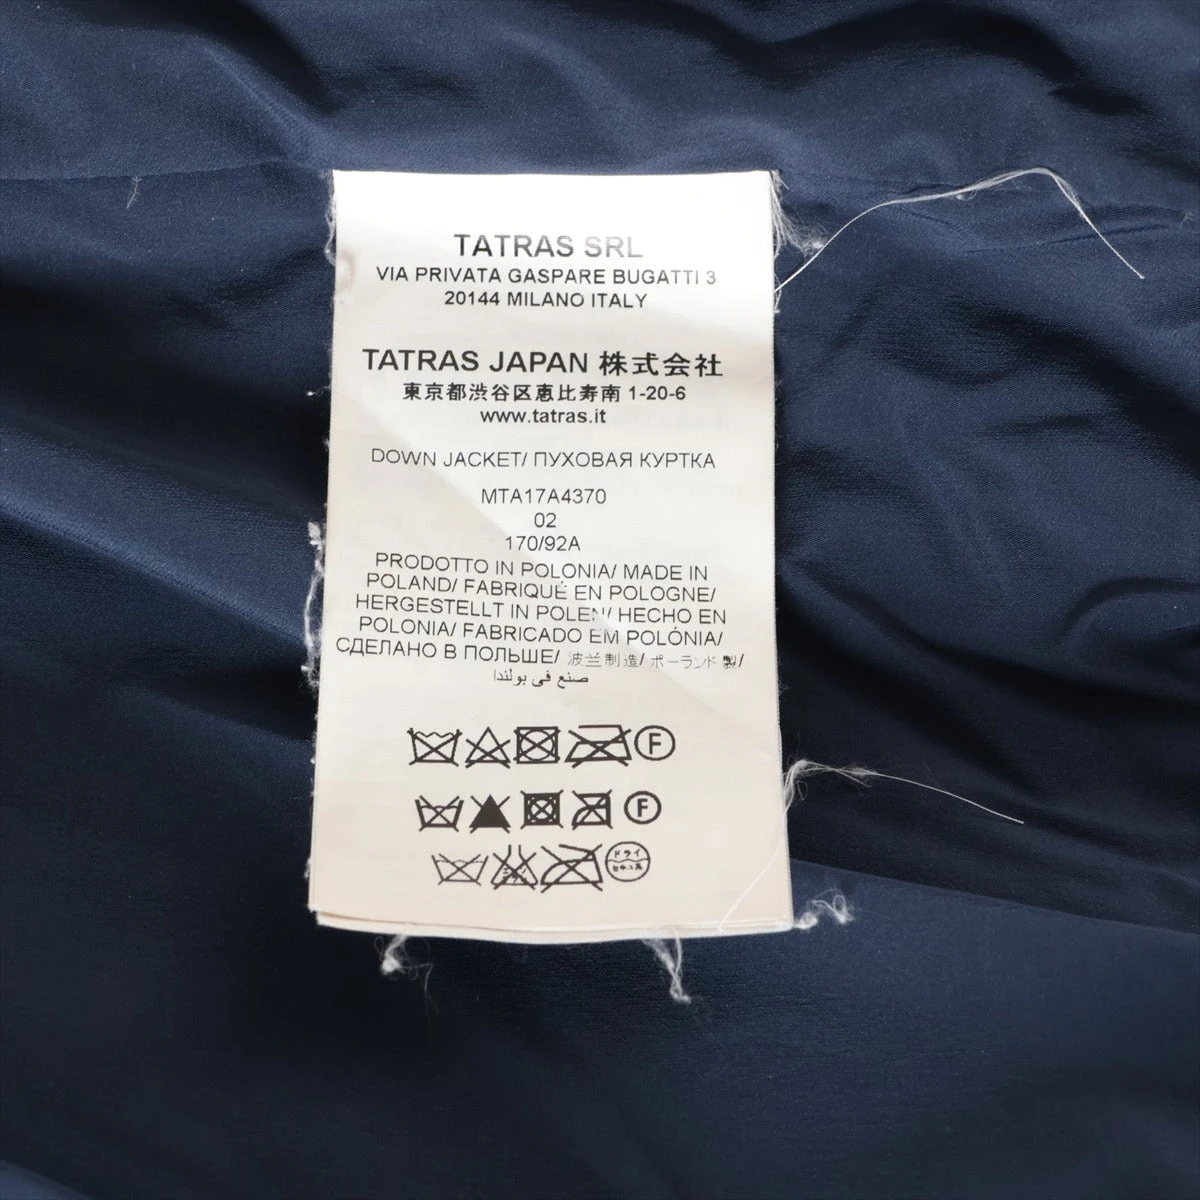 TATRAS SRL
VIA PRIVATA GASPARE BUGATTI 3
20144 MILANO ITALY
TATRAS JAPAN 株式会社
東京都渋谷区恵比寿南 1-20-6
www.tatras.it
DOWN JACKET/ ПУХОВАЯ КУРТКА
MTA17A4370
02
170/92A
PRODOTTO IN POLONIA/ MADE IN
POLAND/ FABRIQUÉ EN POLOGNE/
HERGESTELLT IN POLEN/ HECHO EN
POLONIA/ FABRICADO EM POLÓNIA/
СДЕЛАНО В ПОЛЬШЕ/ 波兰制造/ ポーランド 製/
صنع في بولندا
F
F
ドライ
セキユ系